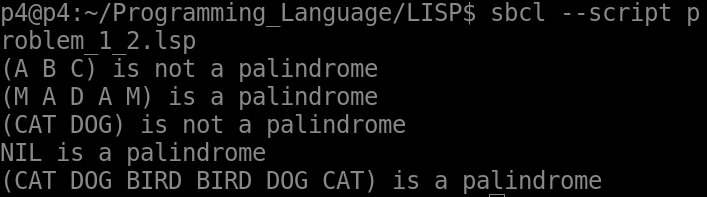 p4@p4:~/Programming_Language/LISP$ sbcl --script p
roblem_1_2.lsp
(A B C) is not a palindrome
(M A D A M) is a palindrome
(CAT DOG) is not a palindrome
NIL is a palindrome
(CAT DOG BIRD BIRD DOG CAT) is a palindrome